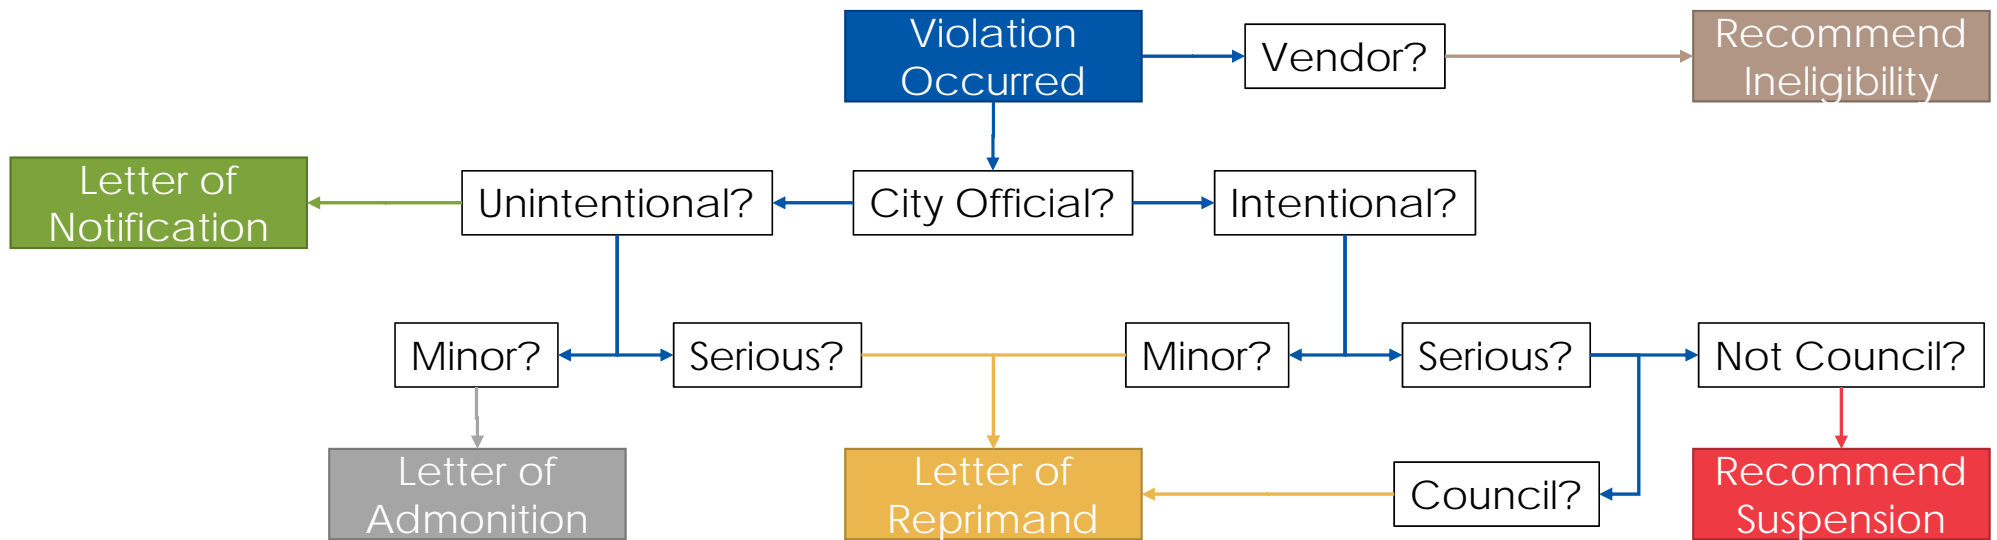 Violation
Occurred
Vendor?
Recommend
Ineligibility
Letter of
Notification
Unintentional?
City Official?
Intentional?
Minor?
Serious?
Minor?
Serious?
Not Council?
Letter of
Admonition
Letter of
Reprimand
Council?
Recommend
Suspension